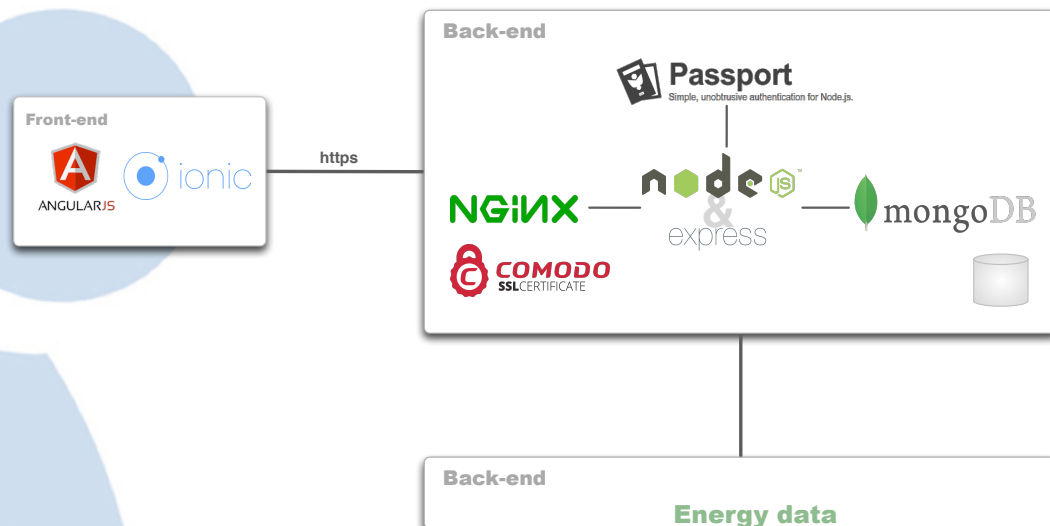 Back-end
Passport
Simple, unobtrusive authentication for Node.js.
Front-end
ANGULARJS
ionic
https
NGiNX
node JS™
&
express
mongoDB
C COMODO
SSLCERTIFICATE
Back-end
Energy data